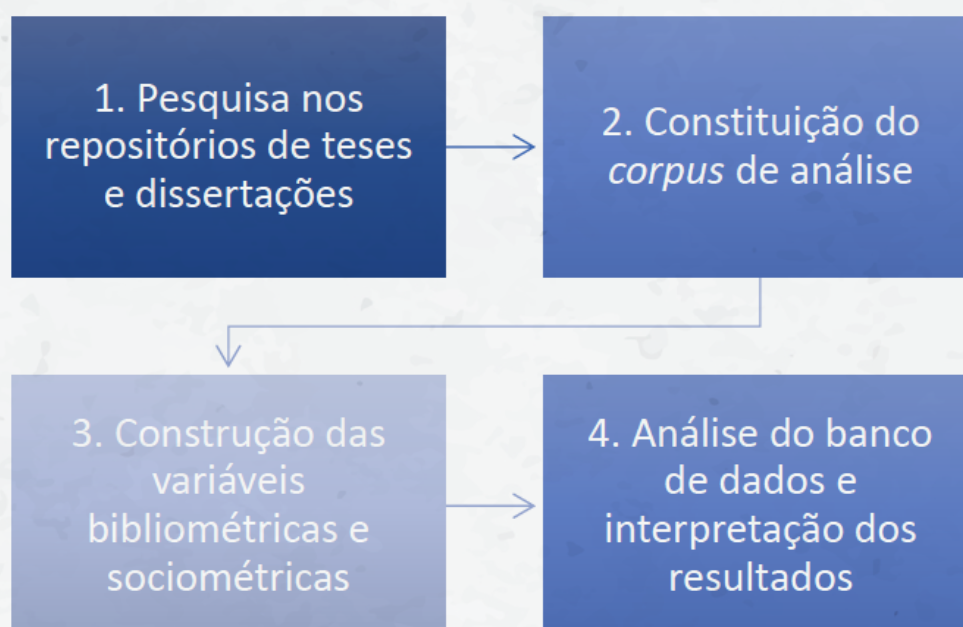 1. Pesquisa nos
repositórios de teses
e dissertações
2. Constituição do
corpus de análise
3. Construção das
variáveis
bibliométricas e
sociométricas
4. Análise do banco
de dados e
interpretação dos
resultados